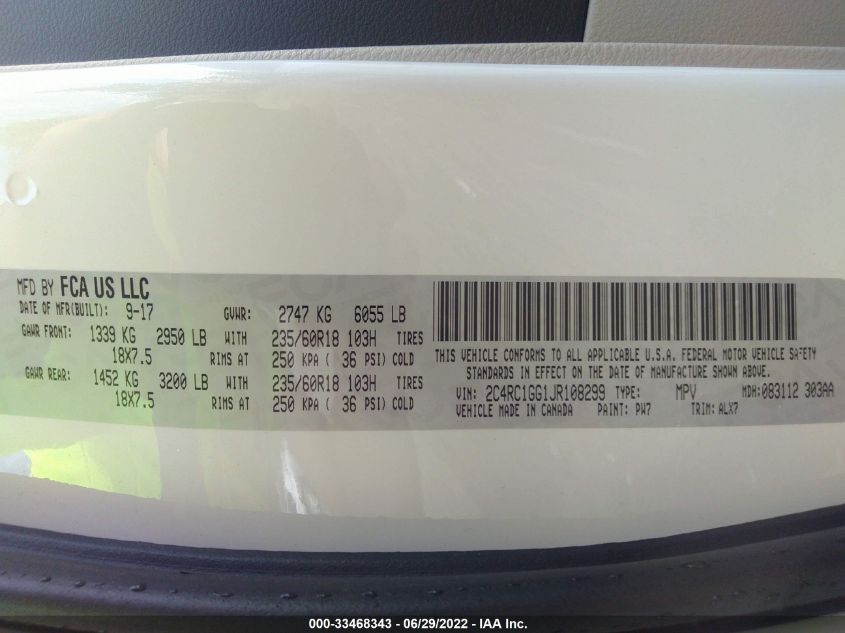 MFD BY FCA US LLC
DATE OF MFR(BUILT): 9-17 GVWR: 2747 KG 6055 LB
GAWR FRONT: 1339 KG 2950 LB WITH 235/60R18 103H TIRES
18X7.5 RIMS AT 250 KPA ( 36 PSI) COLD
GAWR REAR: 1452 KG 3200 LB WITH 235/60R18 103H TIRES
18X7.5 RIMS AT 250 KPA ( 36 PSI) COLD
THIS VEHICLE CONFORMS TO ALL APPLICABLE U.S.A. FEDERAL MOTOR VEHICLE SAFETY
STANDARDS IN EFFECT ON THE DATE OF MANUFACTURE SHOWN ABOVE.
VIN: 2C4RC1GG1JR108299 TYPE: MPV MDH:083112 303AA
VEHICLE MADE IN CANADA PAINT: PW7 TRIM: ALX7
000-33468343 - 06/29/2022 - IAA Inc.